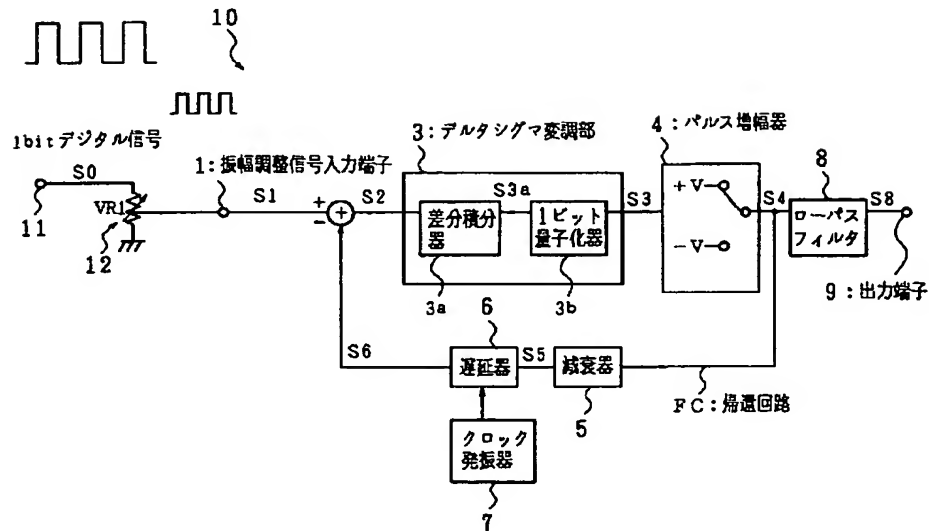 10
1bitデジタル信号
S0
11
VR1
12
1:振幅調整信号入力端子
S1
+
−
+
S2
3:デルタシグマ変調部
差分積分
器
3a
S3a
1ビット
量子化器
3b
S3
4:パルス増幅器
+V
−V
S4
8
ローパス
フィルタ
S8
9:出力端子
S6
6
遅延器
S5
減衰器
5
FC:帰還回路
クロック
発振器
7